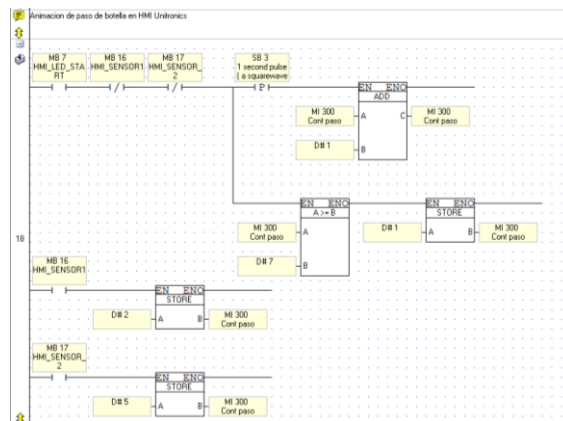 Animacion de paso de botella en HMI Unitronics
MB 7
HMI_LED_STA
RT
MB 16
HMI_SENSOR1
MB 17
HMI_SENSOR_
2
SB 3
1 second pulse
( a squarewave
P
EN ENO
ADD
MI 300
Cont paso
A
C
MI 300
Cont paso
D# 1
B
EN ENO
A >= B
MI 300
Cont paso
A
D# 7
B
EN ENO
STORE
D# 1
A
B
MI 300
Cont paso
18
MB 16
HMI_SENSOR1
EN ENO
STORE
D# 2
A
B
MI 300
Cont paso
MB 17
HMI_SENSOR_
2
EN ENO
STORE
D# 5
A
B
MI 300
Cont paso